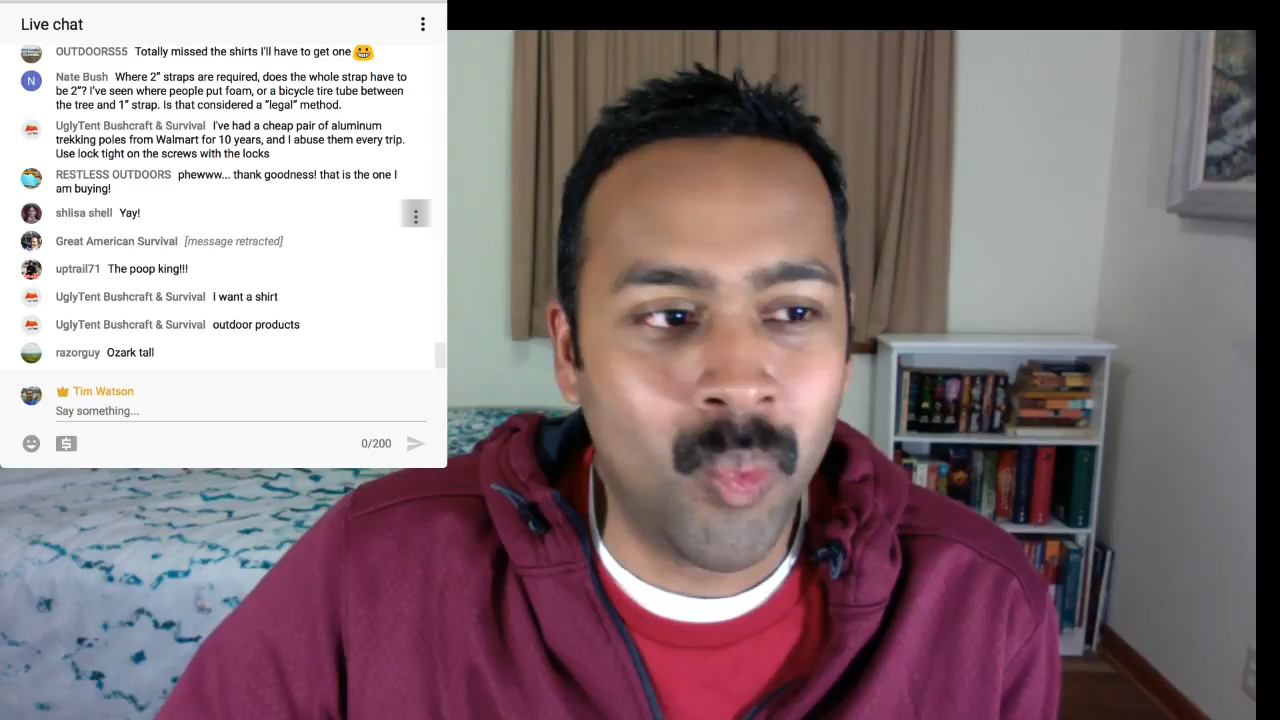 Live chat
OUTDOORS55 Totally missed the shirts I'll have to get one
N
Nate Bush Where 2” straps are required, does the whole strap have to
be 2”? I've seen where people put foam, or a bicycle tire tube between
the tree and 1” strap. Is that considered a “legal” method.
UglyTent Bushcraft & Survival I've had a cheap pair of aluminum
trekking poles from Walmart for 10 years, and I abuse them every trip.
Use lock tight on the screws with the locks
RESTLESS OUTDOORS phewww... thank goodness! that is the one I
am buying!
shlisa shell Yay!
Great American Survival [message retracted]
uptrail71 The poop king!!!
UglyTent Bushcraft & Survival I want a shirt
UglyTent Bushcraft & Survival outdoor products
razorguy Ozark tall
Tim Watson
Say something...
0/200